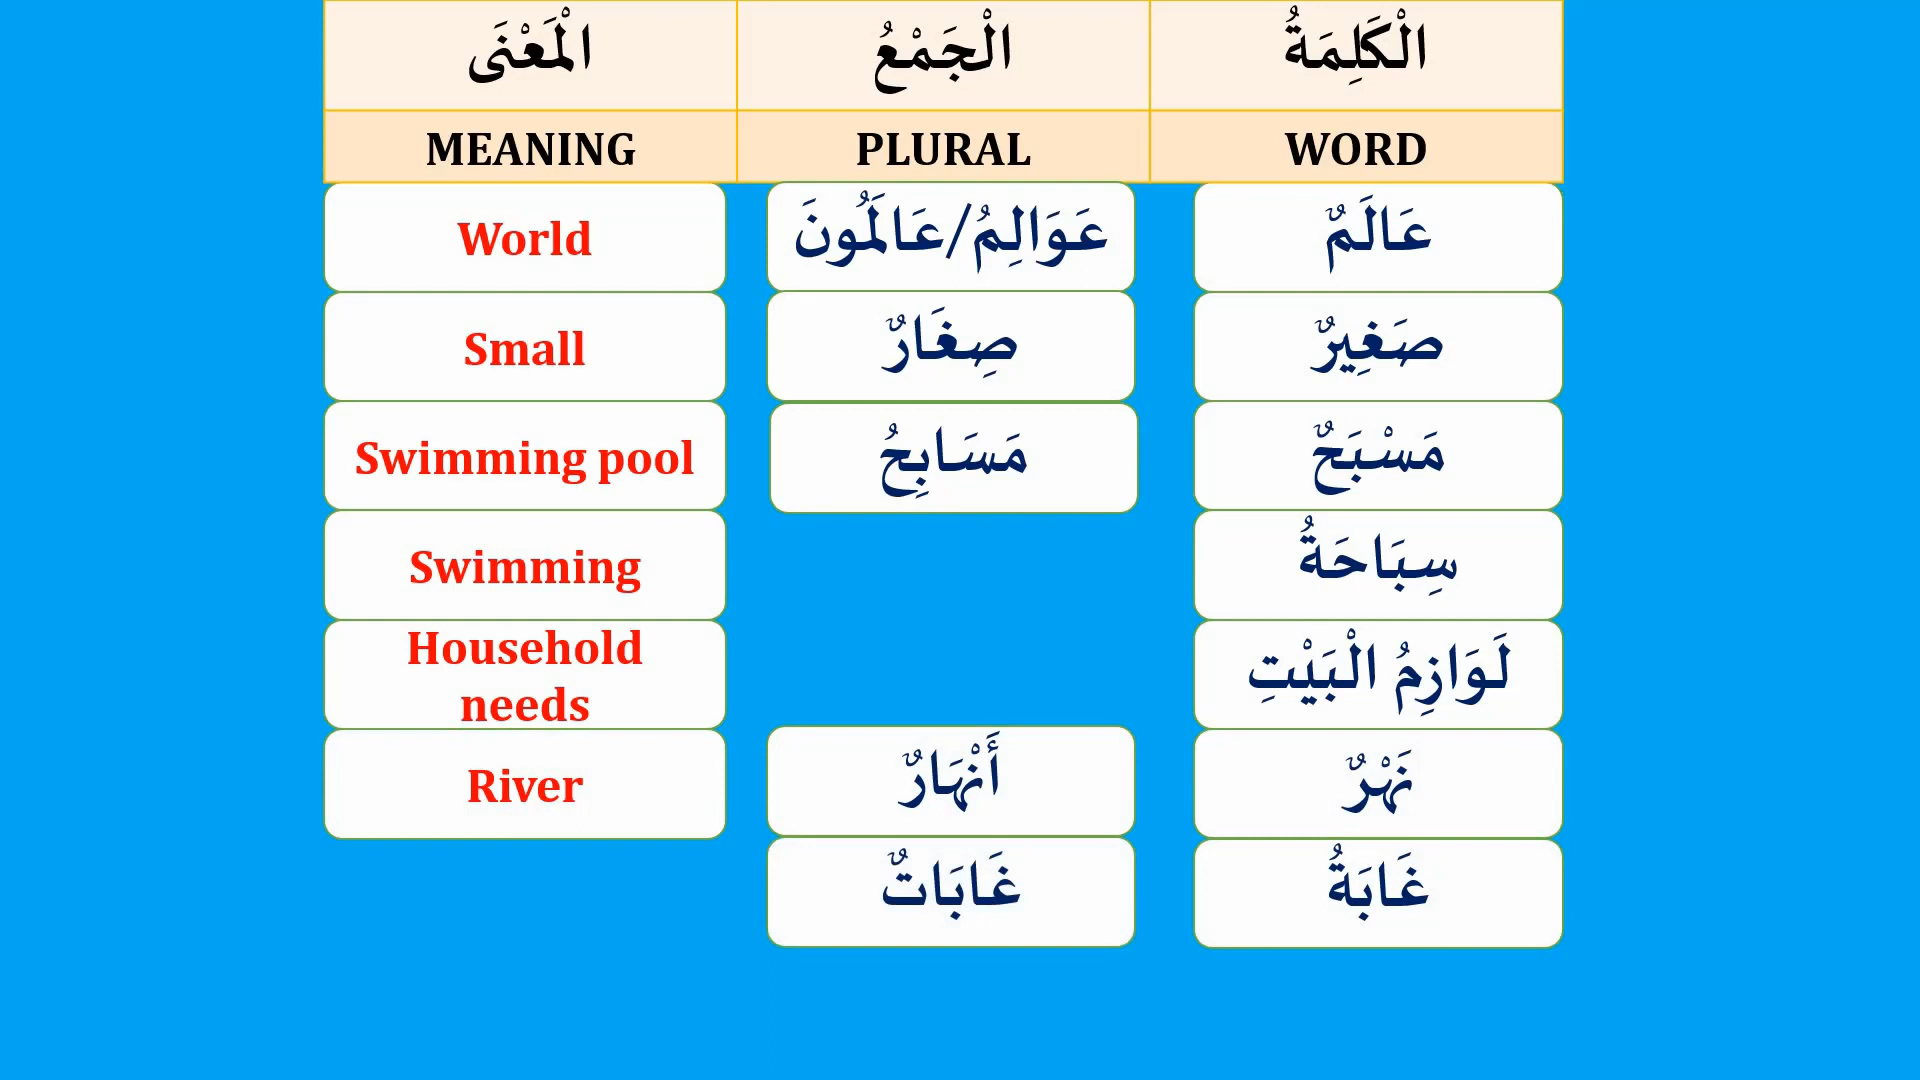 الْكَلِمَةُ الْجَمْعُ الْمَعْنَى
WORD PLURAL MEANING
عَالَمٌ عَوَالِمُ/عَالَمُونَ World
صَغِيرٌ صِغَارٌ Small
مَسْبَحٌ مَسَابِحُ Swimming pool
سِبَاحَةُ Swimming
لَوَازِمُ الْبَيْتِ Household
needs
نَهْرٌ أَنْهَارٌ River
غَابَةُ غَابَاتٌ